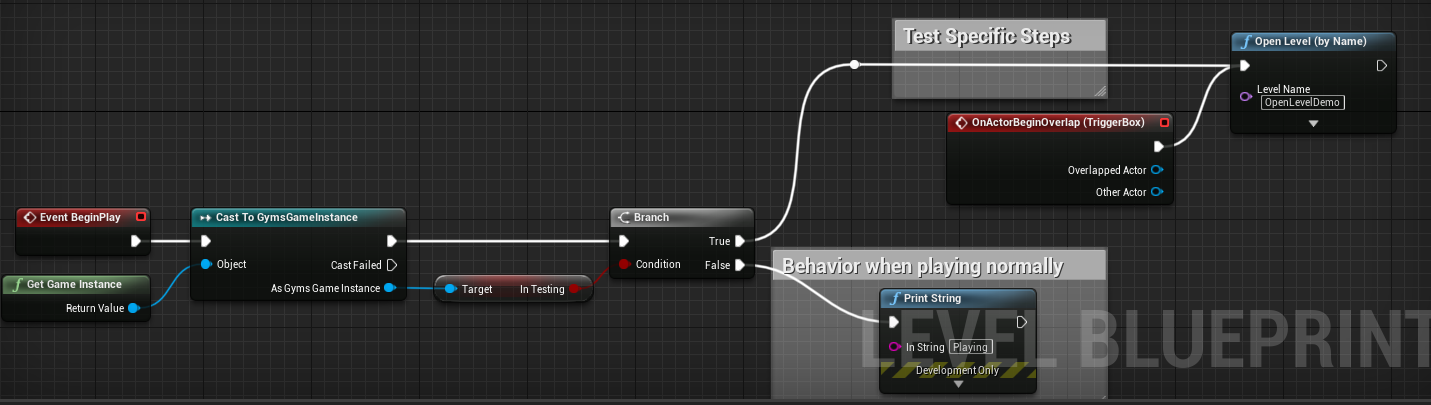 Test Specific Steps
Open Level (by Name)
Level Name
OpenLevelDemo
OnActorBeginOverlap (TriggerBox)
Overlapped Actor
Other Actor
Event BeginPlay
Cast To GymsGameInstance
Object
Cast Failed
As Gyms Game Instance
Get Game Instance
Return Value
Target In Testing
Branch
True
Condition False
Behavior when playing normally
Print String
In String Playing
Development Only
LEVEL BLUEPRINT